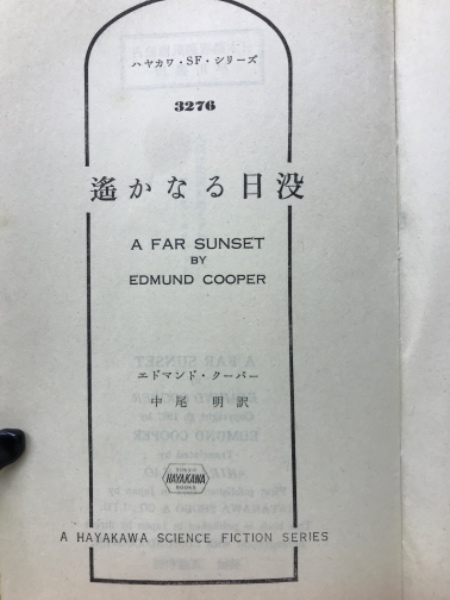 ハヤカワ・SF・シリーズ
3276
遙かなる日没
A FAR SUNSET
BY
EDMUND COOPER
エドマンド・クーパー
中尾 明訳
HAYAKAWA
BOOKS
A HAYAKAWA SCIENCE FICTION SERIES